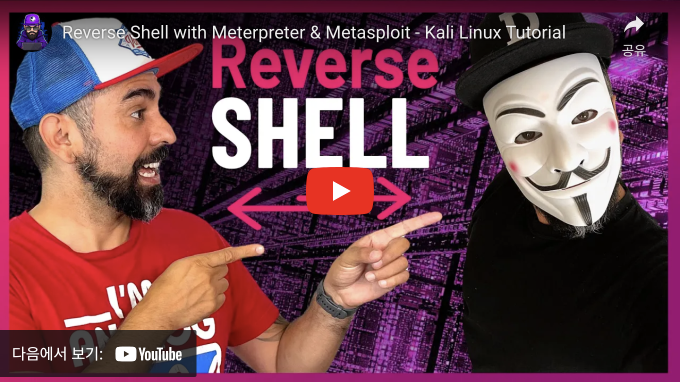 Reverse Shell with Meterpreter & Metasploit - Kali Linux Tutorial
공유
Reverse
SHELL
I'M
다음에서 보기: YouTube